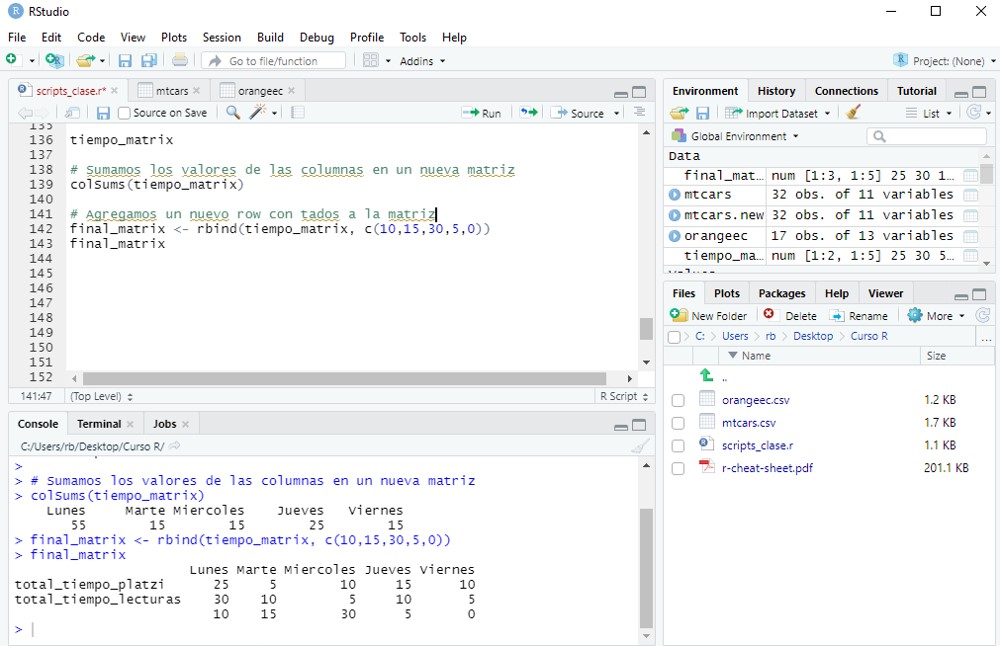 RStudio
File Edit Code View Plots Session Build Debug Profile Tools Help
Go to file/function Addins Project: (None)
scripts_clase.r* mtcars orangeec
Source on Save Run Source
135
136 tiempo_matrix
137
138 # Sumamos los valores de las columnas en un nueva matriz
139 colSums(tiempo_matrix)
140
141 # Agregamos un nuevo row con tados a la matriz
142 final_matrix <- rbind(tiempo_matrix, c(10,15,30,5,0))
143 final_matrix
144
145
146
147
148
149
150
151
152
141:47 (Top Level) R Script
Console Terminal Jobs
C:/Users/rb/Desktop/Curso R/
>
> # Sumamos los valores de las columnas en un nueva matriz
> colSums(tiempo_matrix)
Lunes Marte Miercoles Jueves Viernes
55 15 15 25 15
> final_matrix <- rbind(tiempo_matrix, c(10,15,30,5,0))
> final_matrix
Lunes Marte Miercoles Jueves Viernes
total_tiempo_platzi 25 5 10 15 10
total_tiempo_lecturas 30 10 5 10 5
10 15 30 5 0
>
Environment History Connections Tutorial
Import Dataset List
Global Environment
Data
final_mat… num [1:3, 1:5] 25 30 1…
mtcars 32 obs. of 11 variables
mtcars.new 32 obs. of 11 variables
orangeec 17 obs. of 13 variables
tiempo_ma… num [1:2, 1:5] 25 30 5…
Files Plots Packages Help Viewer
New Folder Delete Rename More
C: Users rb Desktop Curso R ...
Name Size
..
orangeec.csv 1.2 KB
mtcars.csv 1.7 KB
scripts_clase.r 1.1 KB
r-cheat-sheet.pdf 201.1 KB